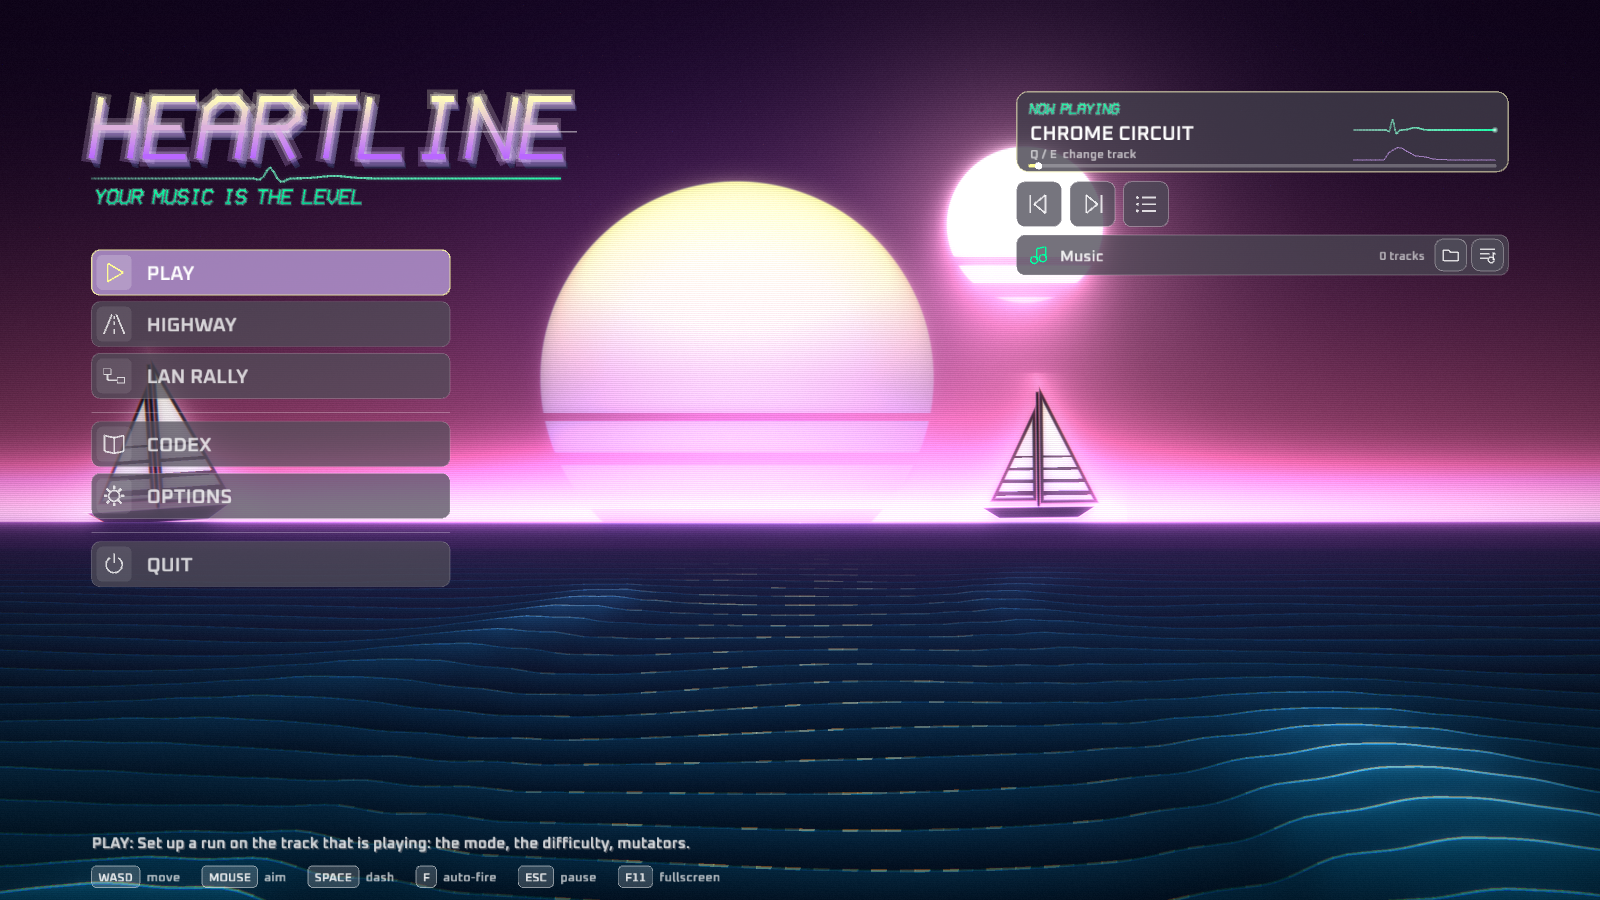 HEARTLINE
YOUR MUSIC IS THE LEVEL
PLAY
HIGHWAY
LAN RALLY
CODEX
OPTIONS
QUIT
NOW PLAYING
CHROME CIRCUIT
Q / E change track
Music 0 tracks
PLAY: Set up a run on the track that is playing: the mode, the difficulty, mutators.
WASD move MOUSE aim SPACE dash F auto-fire ESC pause F11 fullscreen